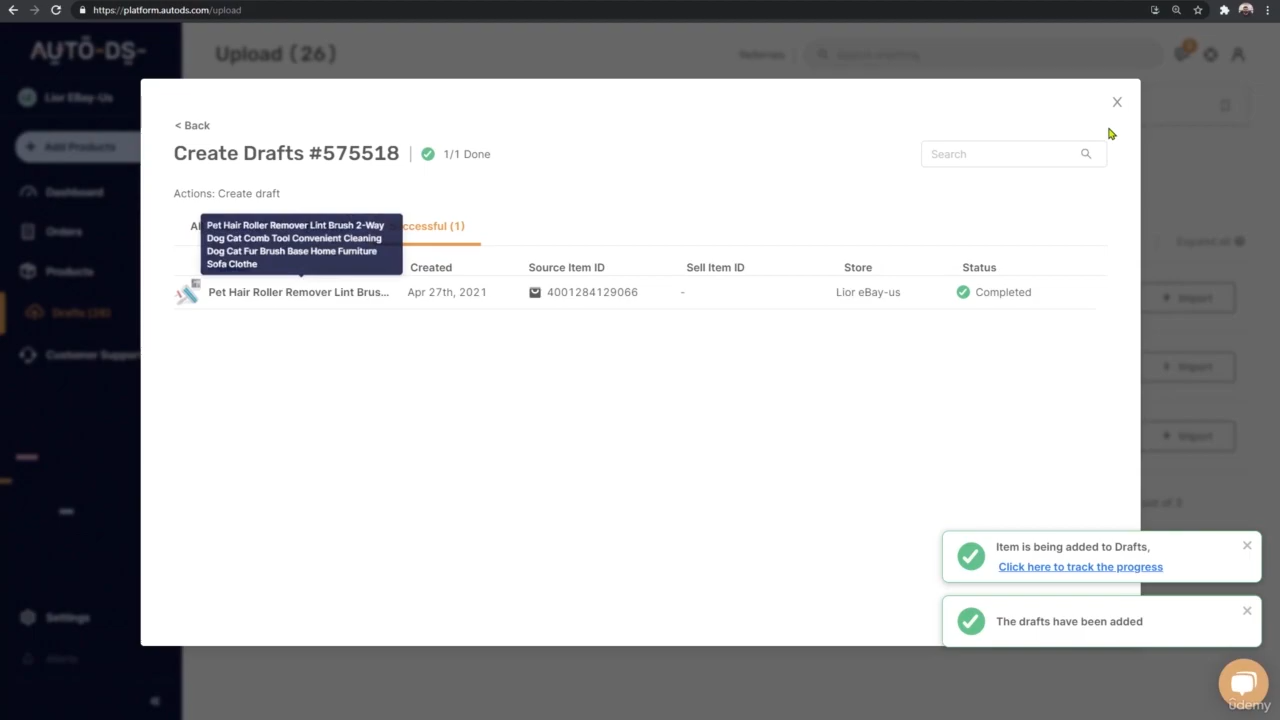 https://platform.autods.com/upload
AUTO-DS-
Upload (26)
Referrals
Search anything
Lior EBay-Us
Add Products
Dashboard
Orders
Products
Drafts (26)
Customer Support
Settings
Alerts
< Back
Create Drafts #575518
1/1 Done
Search
Actions: Create draft
Al
ccessful (1)
Pet Hair Roller Remover Lint Brush 2-Way
Dog Cat Comb Tool Convenient Cleaning
Dog Cat Fur Brush Base Home Furniture
Sofa Clothe
Created
Source Item ID
Sell Item ID
Store
Status
Pet Hair Roller Remover Lint Brus...
Apr 27th, 2021
4001284129066
-
Lior eBay-us
Completed
Expand All
Import
Import
Import
out of 3
Item is being added to Drafts,
Click here to track the progress
The drafts have been added
ûdemy